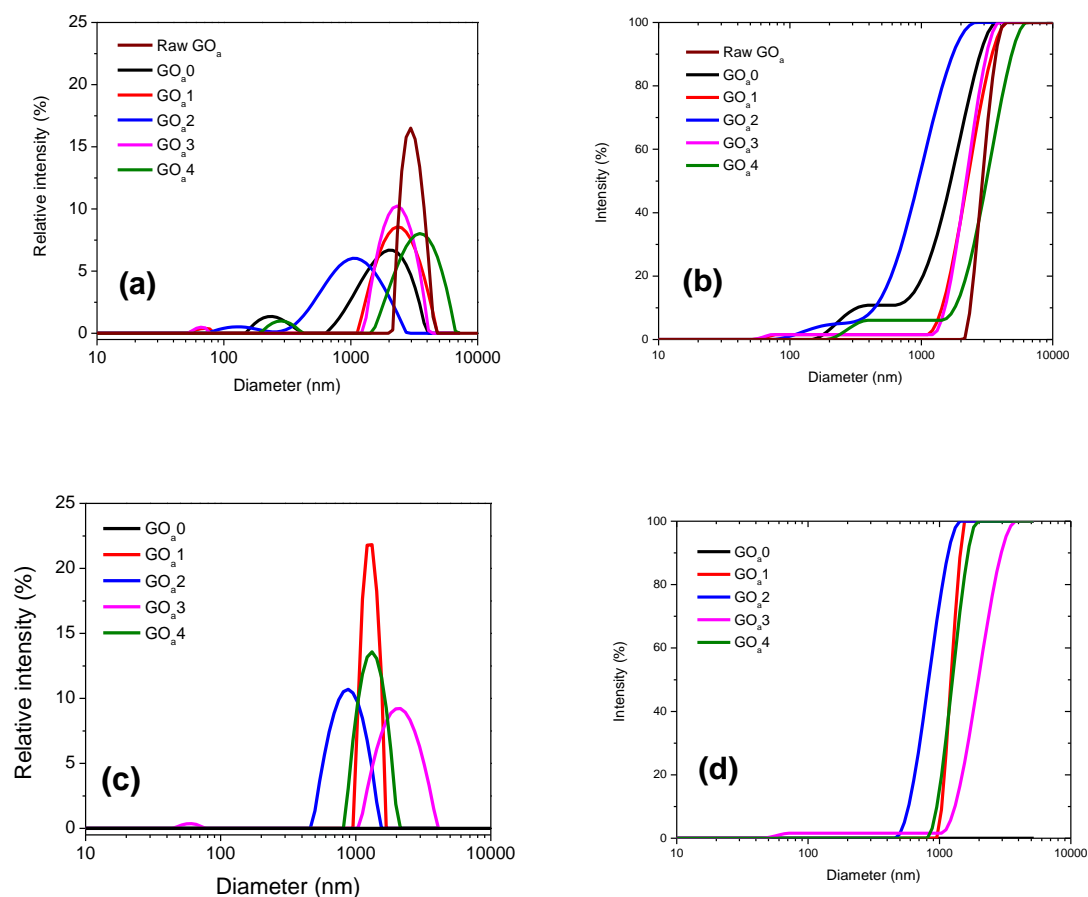 25
20
15
10
5
0
Relative intensity (%)
Raw GOa
GOa0
GOa1
GOa2
GOa3
GOa4
(a)
10 100 1000 10000
Diameter (nm)
100
80
60
40
20
0
Intensity (%)
Raw GOa
GOa0
GOa1
GOa2
GOa3
GOa4
(b)
10 100 1000 10000
Diameter (nm)
25
20
15
10
5
0
Relative intensity (%)
GOa0
GOa1
GOa2
GOa3
GOa4
(c)
10 100 1000 10000
Diameter (nm)
100
80
60
40
20
0
Intensity (%)
GOa0
GOa1
GOa2
GOa3
GOa4
(d)
10 100 1000 10000
Diameter (nm)